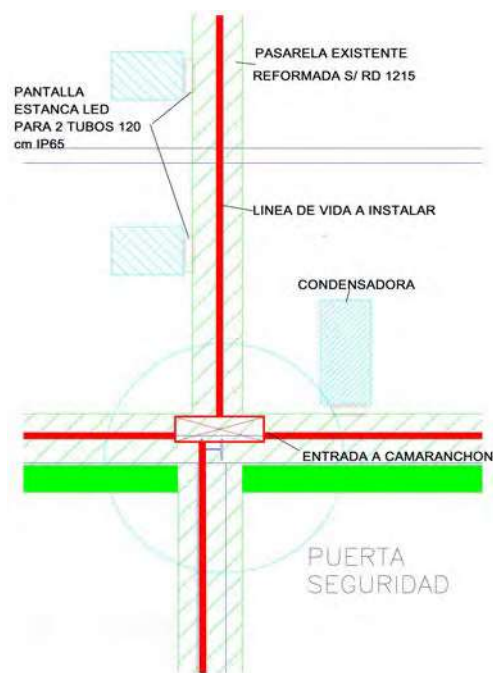 PASARELA EXISTENTE
REFORMADA S/ RD 1215
PANTALLA
ESTANCA LED
PARA 2 TUBOS 120
cm IP65
LINEA DE VIDA A INSTALAR
CONDENSADORA
ENTRADA A CAMARANCHON
PUERTA
SEGURIDAD